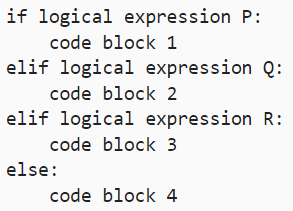 if logical expression P:
    code block 1
elif logical expression Q:
    code block 2
elif logical expression R:
    code block 3
else:
    code block 4